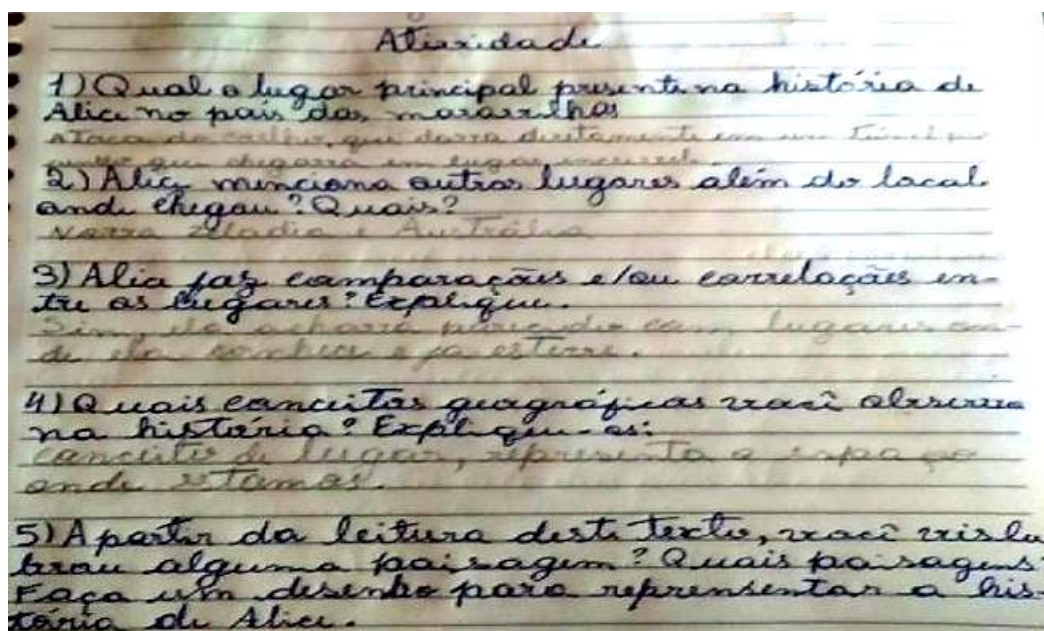 Atividade
1) Qual o lugar principal presente na história de
Alice no país das maravilhas
A toca do coelho, que dava diretamente em um túnel
que chegava em lugar incrível.
2) Alice menciona outros lugares além do local
onde chegou? Quais?
Nova Zeladia e Austrália
3) Alice faz comparações e/ou correlações en-
tre os lugares? Explique.
Sim, ela achava parecido com lugares on-
de ela conhece e já esteve.
4) Quais conceitos geográficos você observa
na história? Explique-os:
conceito de lugar, representa o espaço
onde estamos.
5) A partir da leitura deste texto, você vislu
brou alguma paisagem? Quais paisagens?
Faça um desenho para reprensentar a his-
tória de Alice.